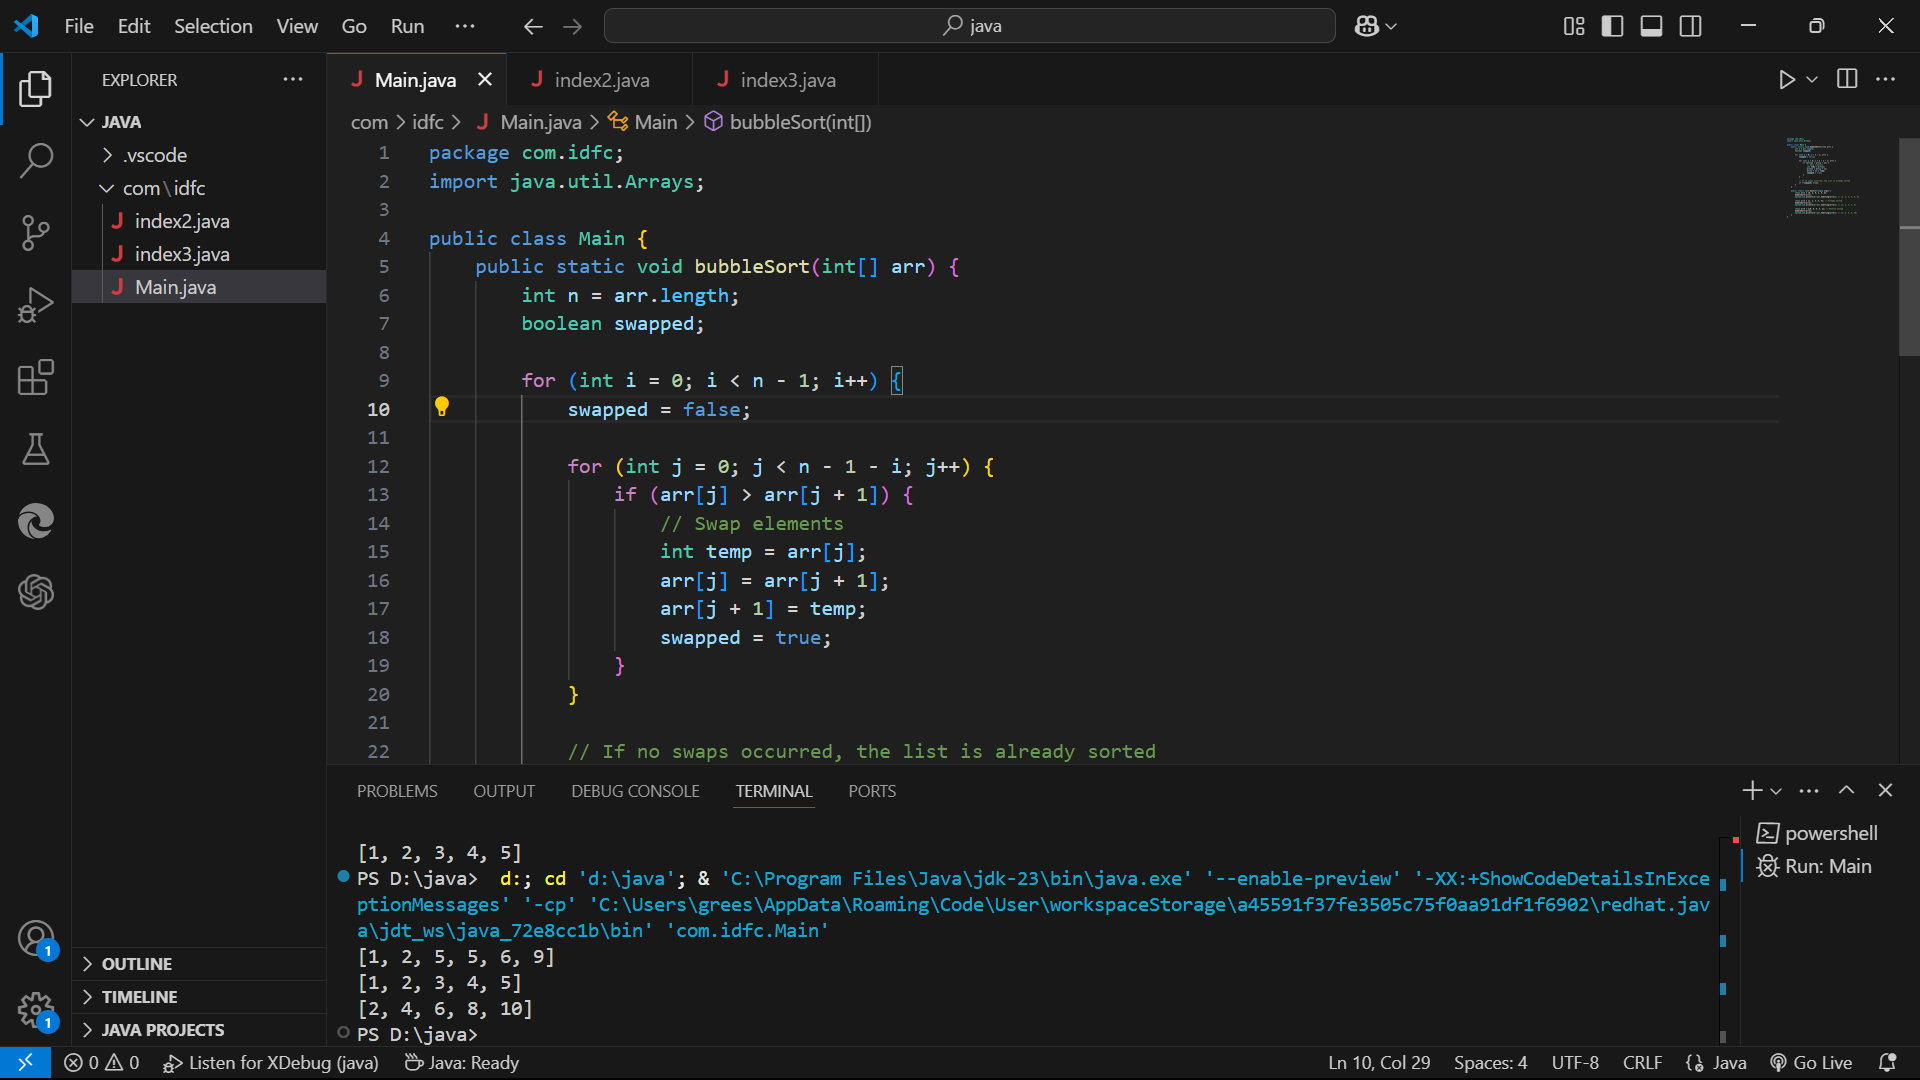 File Edit Selection View Go Run ···
java
EXPLORER ···
JAVA
.vscode
com\idfc
index2.java
index3.java
Main.java
OUTLINE
TIMELINE
JAVA PROJECTS
Main.java index2.java index3.java
com > idfc > Main.java > Main > bubbleSort(int[])
1 package com.idfc;
2 import java.util.Arrays;
3
4 public class Main {
5 public static void bubbleSort(int[] arr) {
6 int n = arr.length;
7 boolean swapped;
8
9 for (int i = 0; i < n - 1; i++) {
10 swapped = false;
11
12 for (int j = 0; j < n - 1 - i; j++) {
13 if (arr[j] > arr[j + 1]) {
14 // Swap elements
15 int temp = arr[j];
16 arr[j] = arr[j + 1];
17 arr[j + 1] = temp;
18 swapped = true;
19 }
20 }
21
22 // If no swaps occurred, the list is already sorted
PROBLEMS OUTPUT DEBUG CONSOLE TERMINAL PORTS
[1, 2, 3, 4, 5]
PS D:\java> d:; cd 'd:\java'; & 'C:\Program Files\Java\jdk-23\bin\java.exe' '--enable-preview' '-XX:+ShowCodeDetailsInExce
ptionMessages' '-cp' 'C:\Users\grees\AppData\Roaming\Code\User\workspaceStorage\a45591f37fe3505c75f0aa91df1f6902\redhat.jav
a\jdt_ws\java_72e8cc1b\bin' 'com.idfc.Main'
[1, 2, 5, 5, 6, 9]
[1, 2, 3, 4, 5]
[2, 4, 6, 8, 10]
PS D:\java>
powershell
Run: Main
1
1
0 0 Listen for XDebug (java) Java: Ready Ln 10, Col 29 Spaces: 4 UTF-8 CRLF Java Go Live